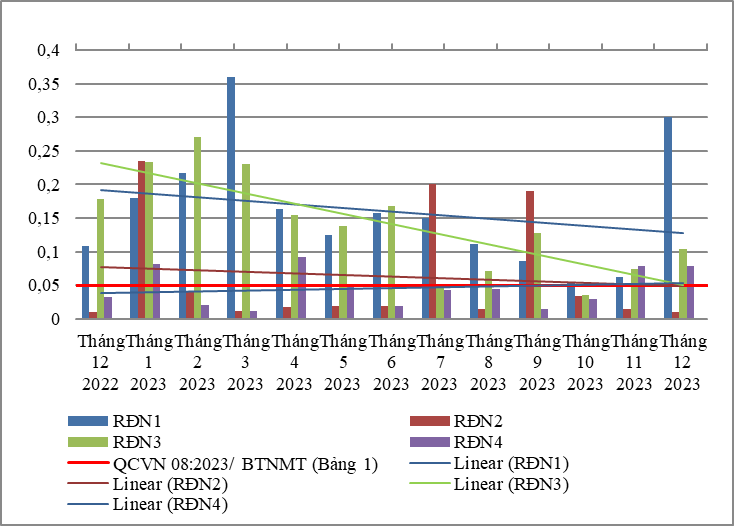 0,4
0,35
0,3
0,25
0,2
0,15
0,1
0,05
0
Tháng 12 2022
Tháng 1 2023
Tháng 2 2023
Tháng 3 2023
Tháng 4 2023
Tháng 5 2023
Tháng 6 2023
Tháng 7 2023
Tháng 8 2023
Tháng 9 2023
Tháng 10 2023
Tháng 11 2023
Tháng 12 2023
RĐN1
RĐN2
RĐN3
RĐN4
QCVN 08:2023/ BTNMT (Bảng 1)
Linear (RĐN1)
Linear (RĐN2)
Linear (RĐN3)
Linear (RĐN4)